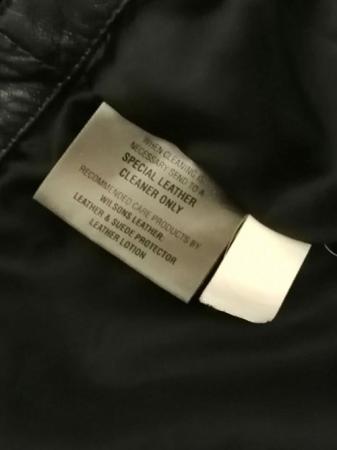 WHEN CLEANING IS
NECESSARY SEND TO A
SPECIAL LEATHER
CLEANER ONLY
RECOMMENDED CARE PRODUCTS BY
WILSONS LEATHER:
LEATHER & SUEDE PROTECTOR
LEATHER LOTION